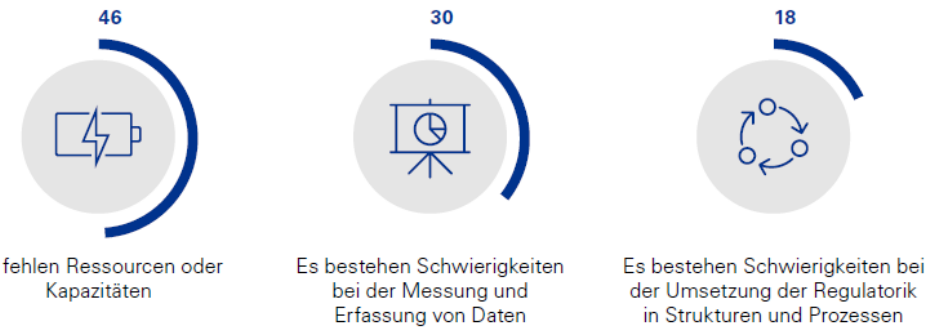 46
30
18
fehlen Ressourcen oder
Kapazitäten
Es bestehen Schwierigkeiten
bei der Messung und
Erfassung von Daten
Es bestehen Schwierigkeiten bei
der Umsetzung der Regulatorik
in Strukturen und Prozessen